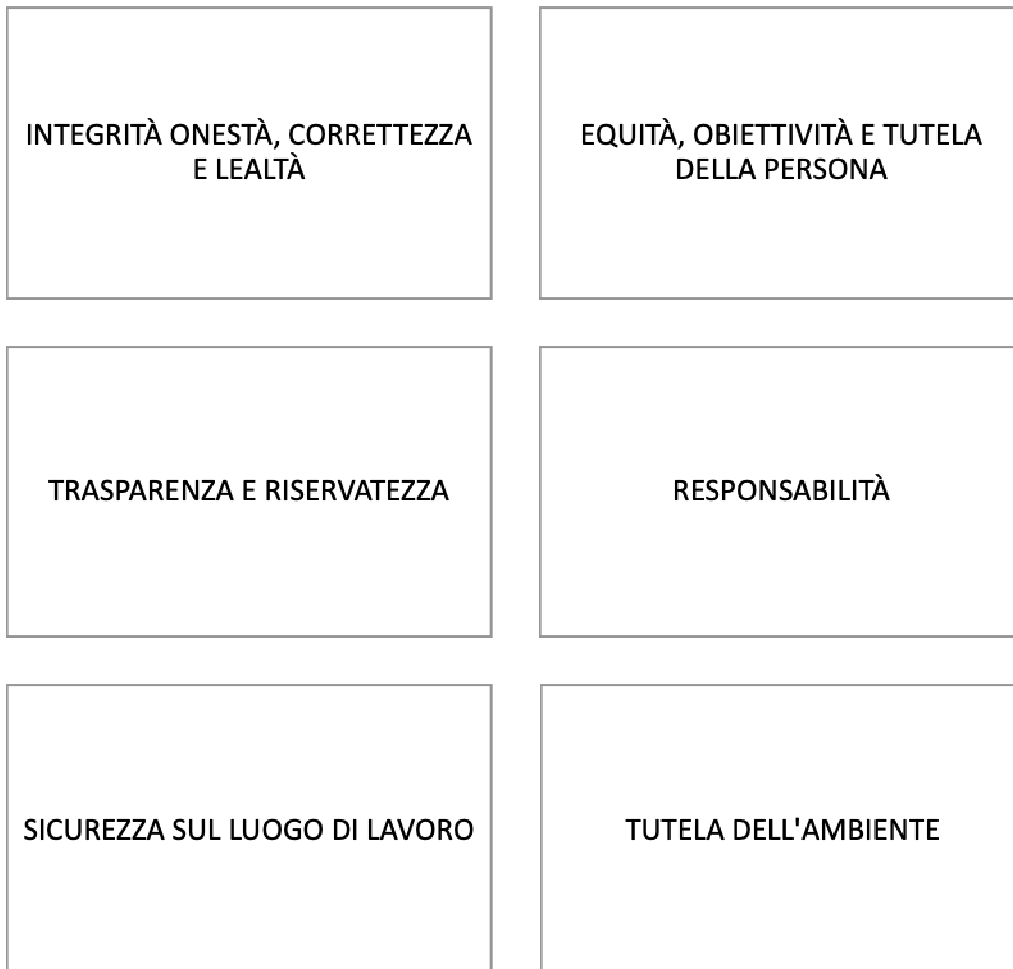 INTEGRITÀ ONESTÀ, CORRETTEZZA
E LEALTÀ
EQUITÀ, OBIETTIVITÀ E TUTELA
DELLA PERSONA
TRASPARENZA E RISERVATEZZA
RESPONSABILITÀ
SICUREZZA SUL LUOGO DI LAVORO
TUTELA DELL'AMBIENTE